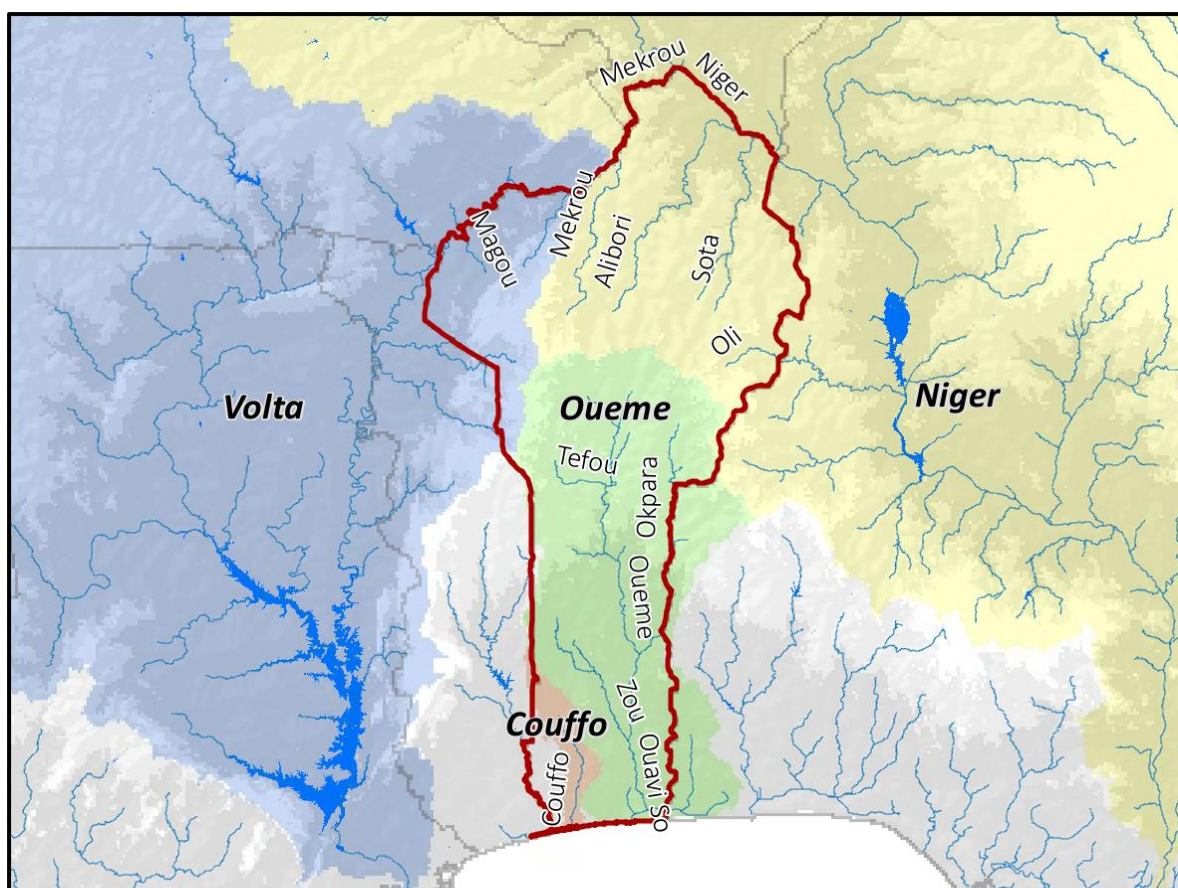 Mekrou
Niger
Magou
Mekrou
Alibori
Sota
Oli
Volta
Oueme
Niger
Tefou
Okpara
Oueme
Couffo
Zou
Couffo
Ouavi so